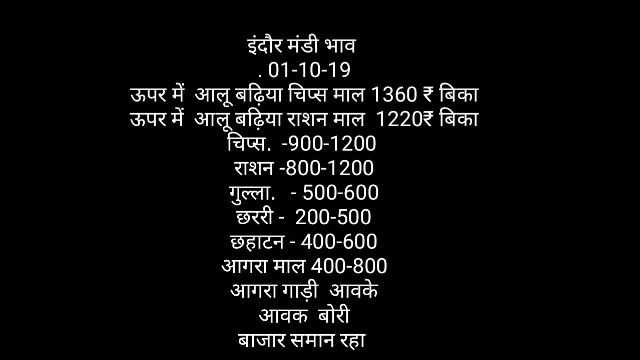 इंदौर मंडी भाव
. 01-10-19
ऊपर में आलू बढ़िया चिप्स माल 1360 ₹ बिका
ऊपर में आलू बढ़िया राशन माल 1220₹ बिका
चिप्स. -900-1200
राशन -800-1200
गुल्ला. - 500-600
छररी - 200-500
छहाटन - 400-600
आगरा माल 400-800
आगरा गाड़ी आवके
आवक बोरी
बाजार समान रहा